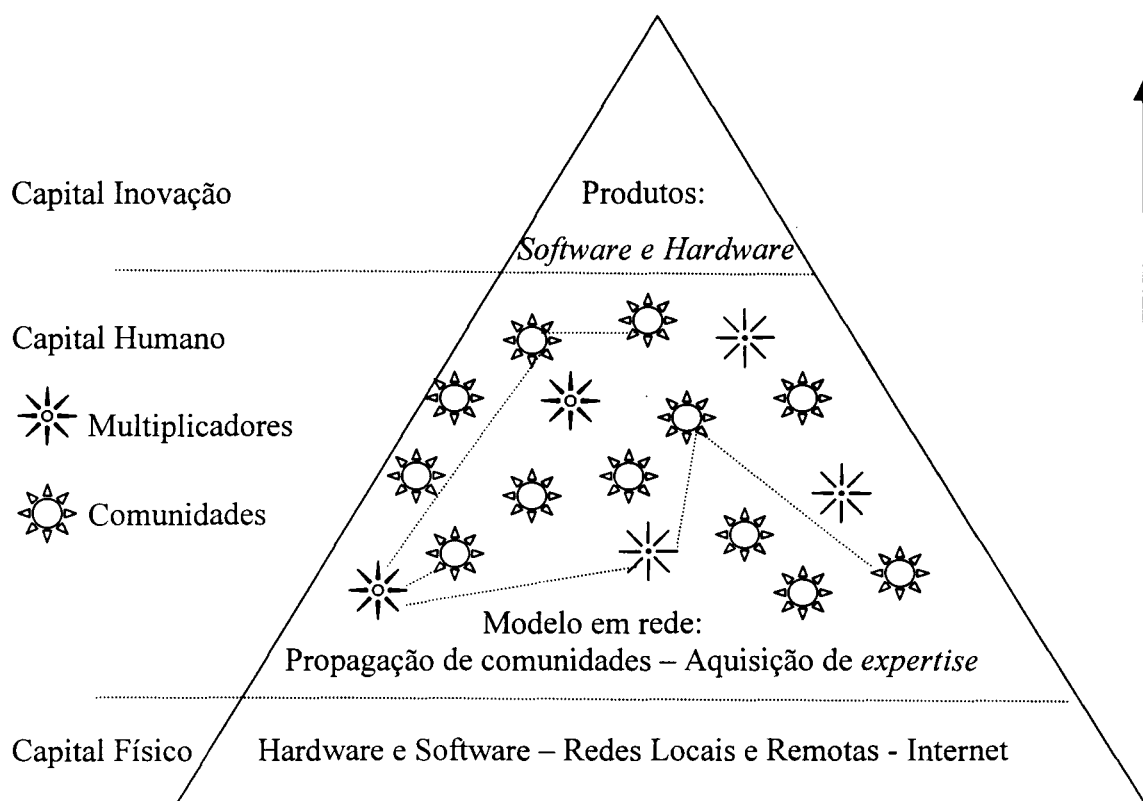 Capital Inovação
Produtos:
Software e Hardware
Capital Humano
Multiplicadores
Comunidades
Modelo em rede:
Propagação de comunidades – Aquisição de expertise
Capital Físico
Hardware e Software – Redes Locais e Remotas - Internet